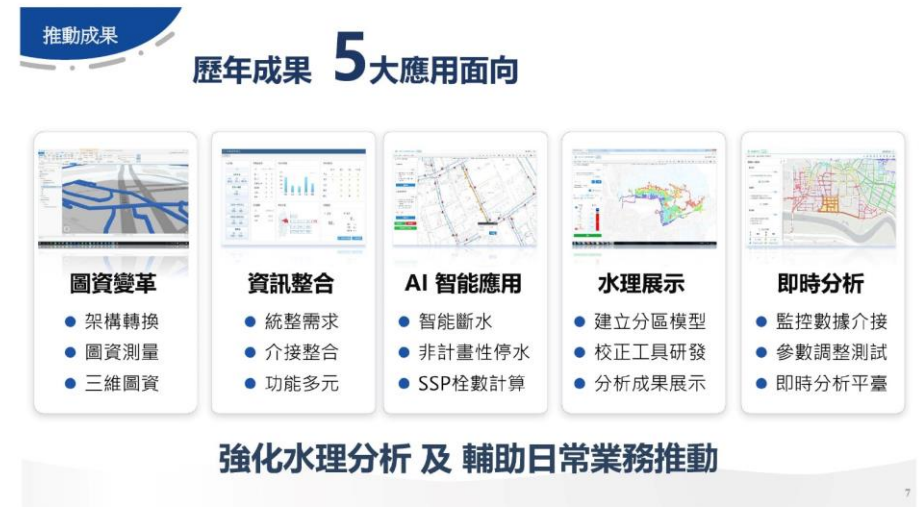 推動成果
歷年成果 5大應用面向
圖資變革
● 架構轉換
● 圖資測量
● 三維圖資
資訊整合
● 統整需求
● 介接整合
● 功能多元
AI 智能應用
● 智能斷水
● 非計畫性停水
● SSP栓數計算
水理展示
● 建立分區模型
● 校正工具研發
● 分析成果展示
即時分析
● 監控數據介接
● 參數調整測試
● 即時分析平臺
強化水理分析 及 輔助日常業務推動
7